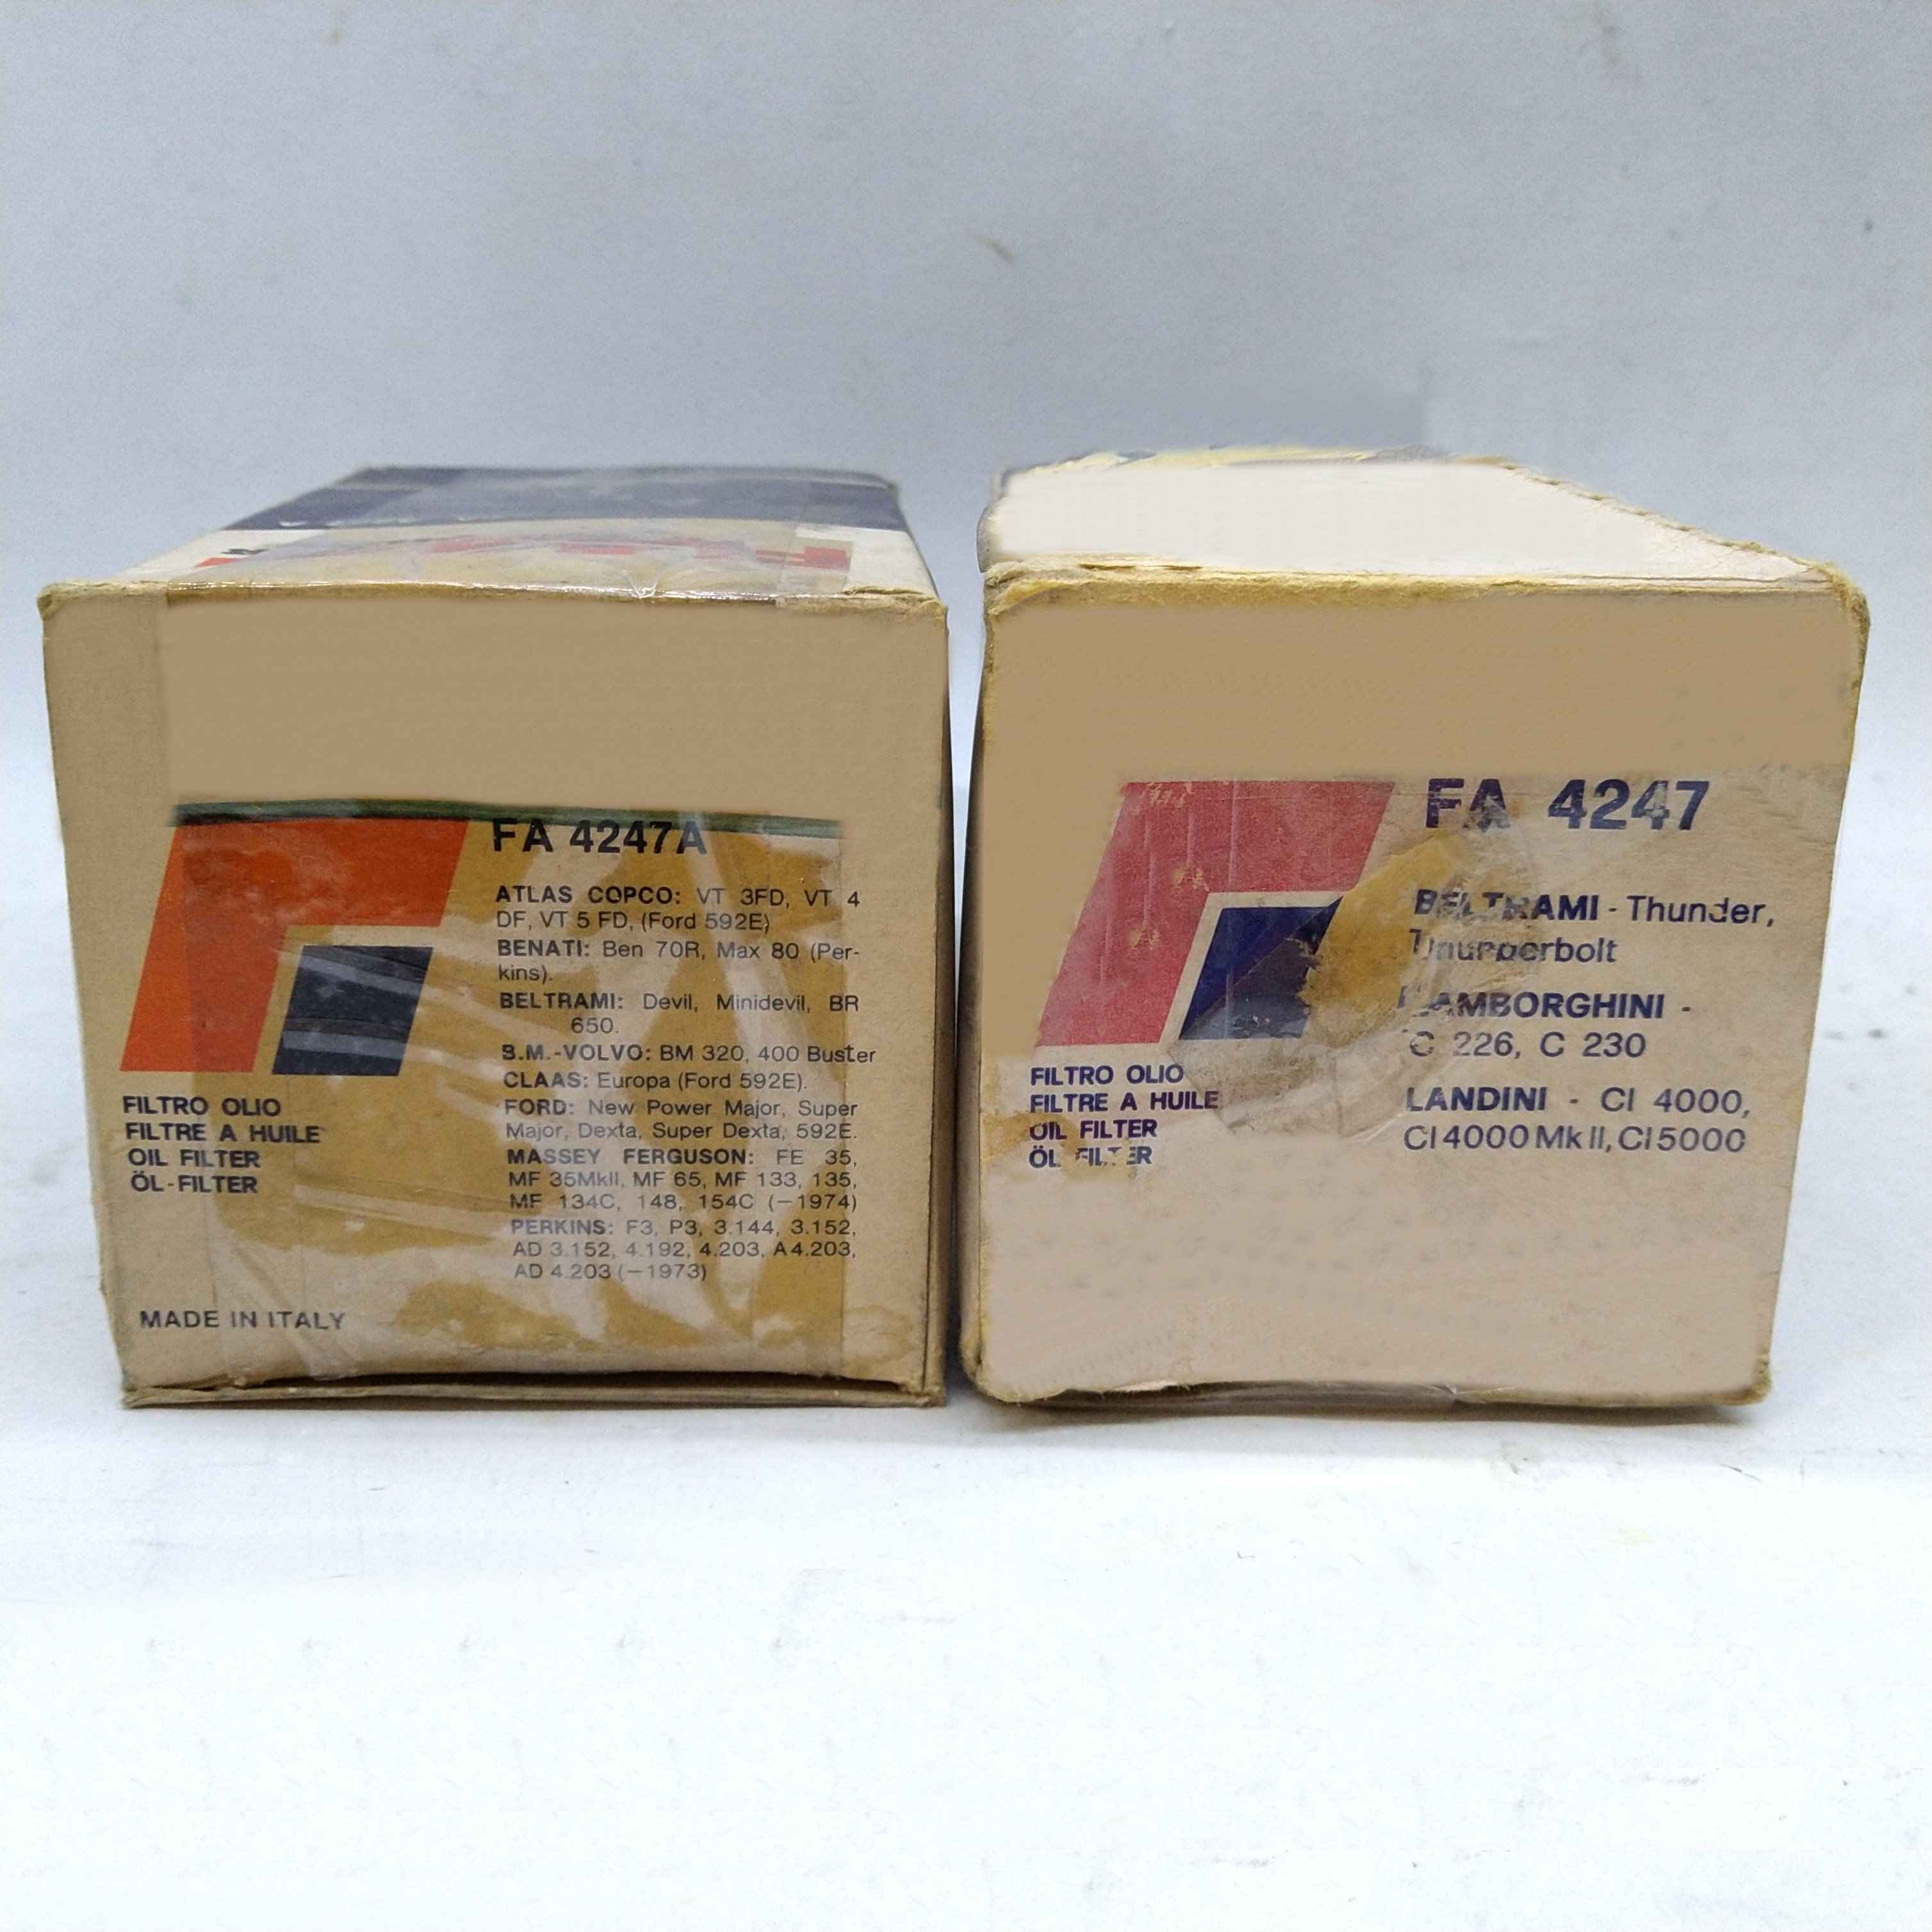 FA 4247A
ATLAS COPCO: VT 3FD, VT 4
DF, VT 5 FD, (Ford 592E)
BENATI: Ben 70R, Max 80 (Per-
kins).
BELTRAMI: Devil, Minidevil, BR
650.
B.M.-VOLVO: BM 320, 400 Buster
CLAAS: Europa (Ford 592E).
FORD: New Power Major, Super
Major, Dexta, Super Dexta, 592E.
MASSEY FERGUSON: FE 35,
MF 35MkII, MF 65, MF 133, 135,
MF 134C, 148, 154C (–1974)
PERKINS: F3, P3, 3.144, 3.152,
AD 3.152, 4.192, 4.203, A4.203,
AD 4.203 (–1973)
FILTRO OLIO
FILTRE A HUILE
OIL FILTER
ÖL-FILTER
MADE IN ITALY
FA 4247
BELTRAMI - Thunder,
Thunderbolt
LAMBORGHINI -
C 226, C 230
LANDINI - CI 4000,
CI 4000 Mk II, CI 5000
FILTRO OLIO
FILTRE A HUILE
OIL FILTER
ÖL-FILTER